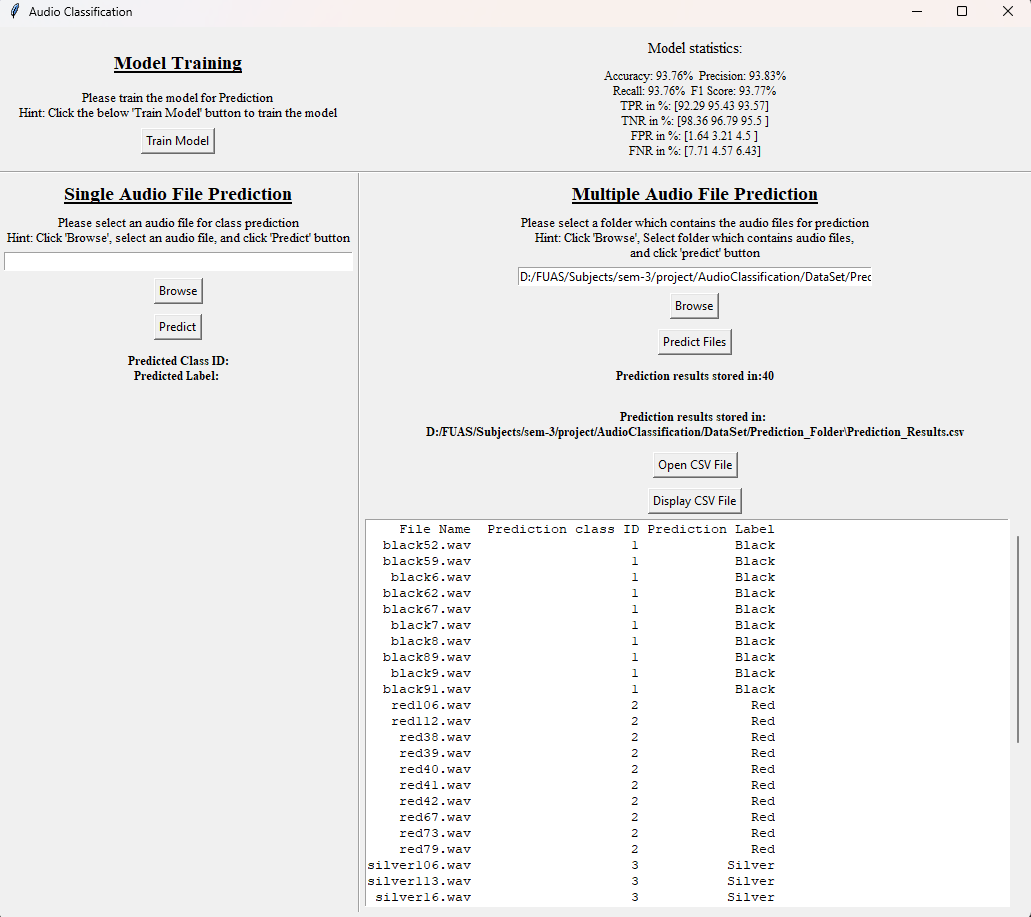 Audio Classification
Model Training
Please train the model for Prediction
Hint: Click the below 'Train Model' button to train the model
Train Model
Model statistics:
Accuracy: 93.76% Precision: 93.83%
Recall: 93.76% F1 Score: 93.77%
TPR in %: [92.29 95.43 93.57]
TNR in %: [98.36 96.79 95.5 ]
FPR in %: [1.64 3.21 4.5 ]
FNR in %: [7.71 4.57 6.43]
Single Audio File Prediction
Please select an audio file for class prediction
Hint: Click 'Browse', select an audio file, and click 'Predict' button
Browse
Predict
Predicted Class ID:
Predicted Label:
Multiple Audio File Prediction
Please select a folder which contains the audio files for prediction
Hint: Click 'Browse', Select folder which contains audio files,
and click 'predict' button
D:/FUAS/Subjects/sem-3/project/AudioClassification/DataSet/Prec
Browse
Predict Files
Prediction results stored in:40
Prediction results stored in:
D:/FUAS/Subjects/sem-3/project/AudioClassification/DataSet/Prediction_Folder\Prediction_Results.csv
Open CSV File
Display CSV File
File Name Prediction class ID Prediction Label
black52.wav 1 Black
black59.wav 1 Black
black6.wav 1 Black
black62.wav 1 Black
black67.wav 1 Black
black7.wav 1 Black
black8.wav 1 Black
black89.wav 1 Black
black9.wav 1 Black
black91.wav 1 Black
red106.wav 2 Red
red112.wav 2 Red
red38.wav 2 Red
red39.wav 2 Red
red40.wav 2 Red
red41.wav 2 Red
red42.wav 2 Red
red67.wav 2 Red
red73.wav 2 Red
red79.wav 2 Red
silver106.wav 3 Silver
silver113.wav 3 Silver
silver16.wav 3 Silver